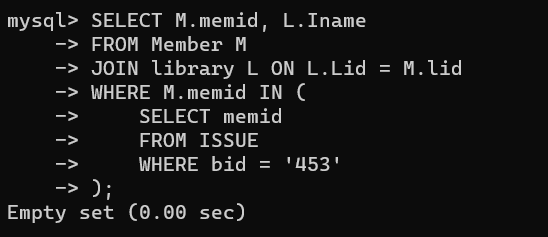 mysql> SELECT M.memid, L.Iname
    -> FROM Member M
    -> JOIN library L ON L.Lid = M.lid
    -> WHERE M.memid IN (
    ->     SELECT memid
    ->     FROM ISSUE
    ->     WHERE bid = '453'
    -> );
Empty set (0.00 sec)